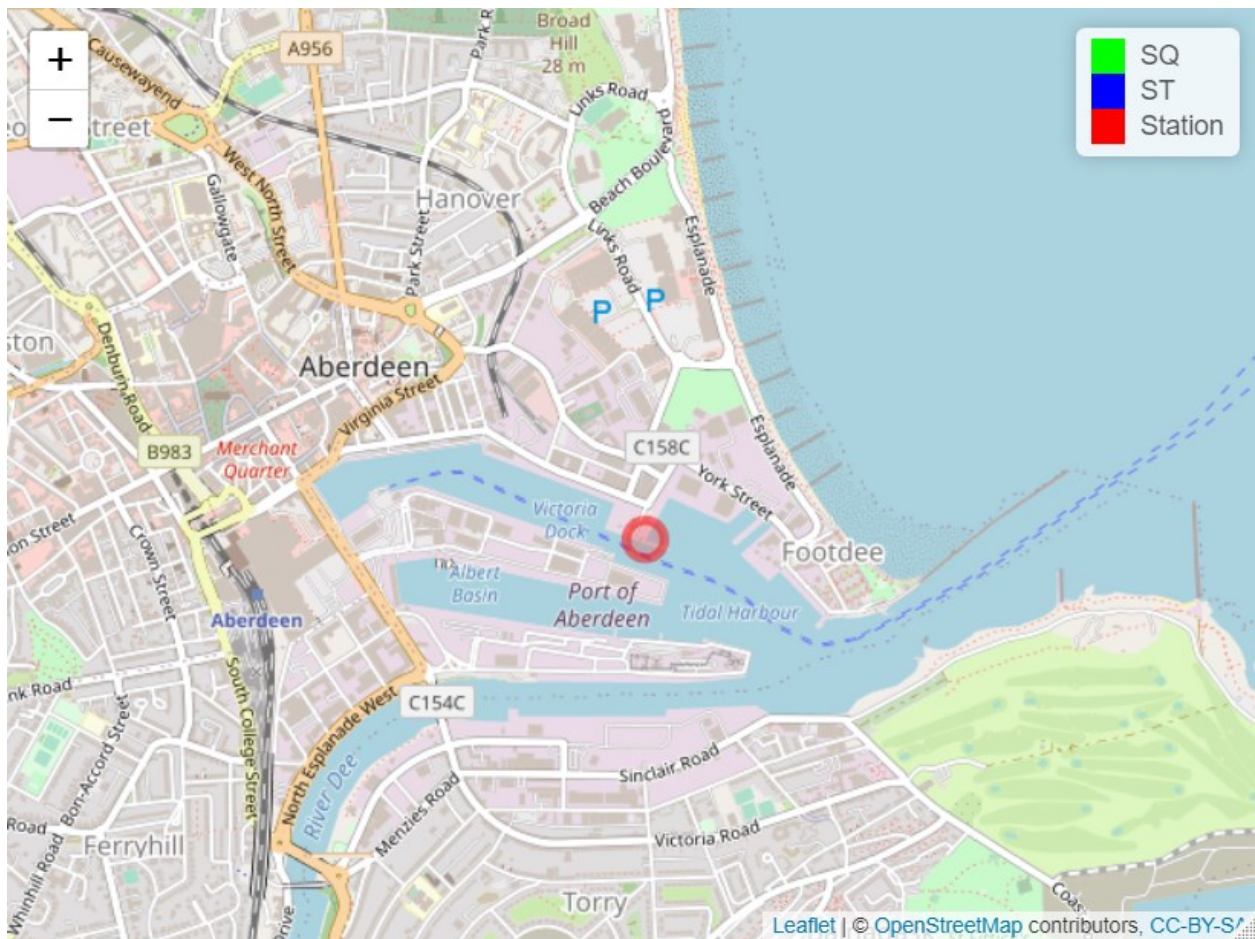 +
−
SQ
ST
Station
Causewayend
A956
Park R
Broad
Hill
28 m
Links Road
Street
West North Street
Gallowgate
Hanover
Park Street
Beach Boulevard
Links Road
Esplanade
P
P
ston
Denburn Road
Aberdeen
Virginia Street
B983
Merchant
Quarter
C158C
York Street
Esplanade
Victoria
Dock
Footdee
on Street
Crown Street
Albert
Basin
Port of
Aberdeen
Tidal Harbour
Aberdeen
nk Road
South College Street
C154C
North Esplanade West
Bon-Accord Street
River Dee
Sinclair Road
Menzies Road
Victoria Road
Road
Ferryhill
Whinhill Road
Drive
Torry
Coas
Leaflet | © OpenStreetMap contributors, CC-BY-SA